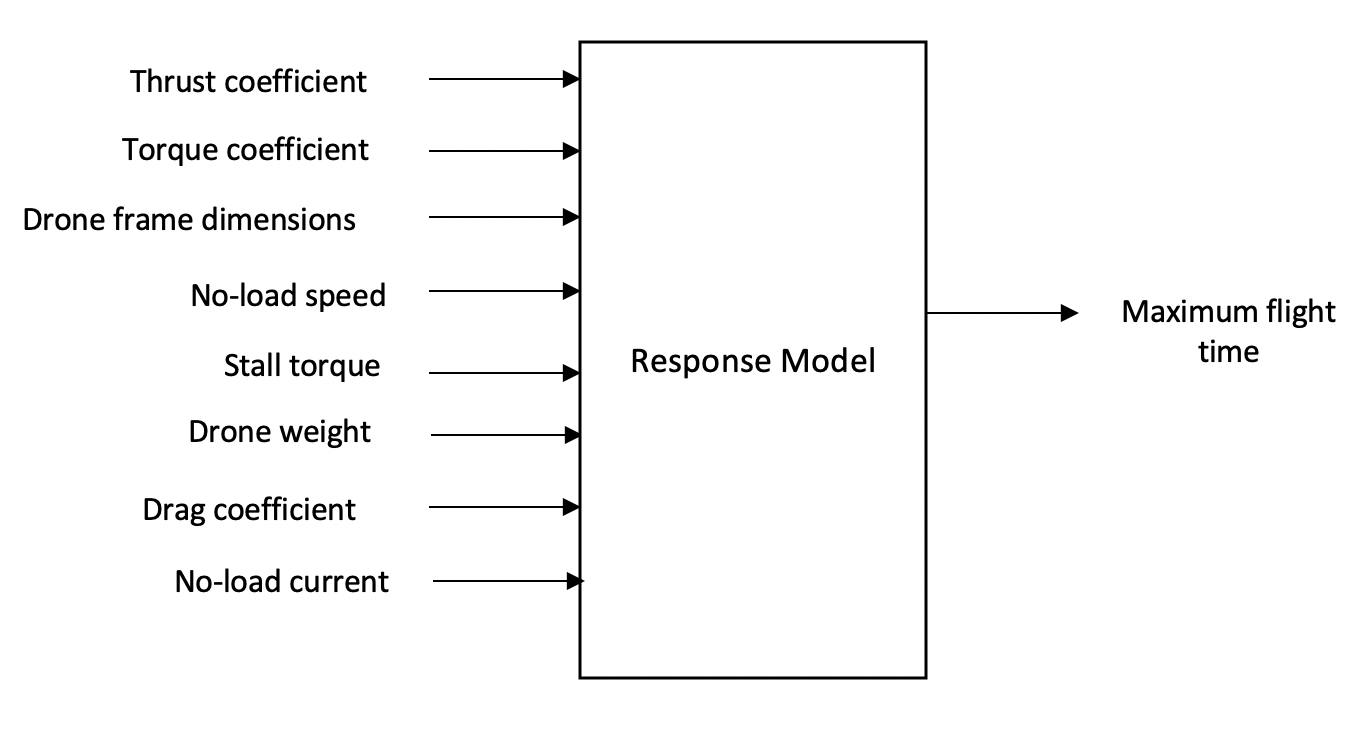 Thrust coefficient
Torque coefficient
Drone frame dimensions
No-load speed
Stall torque
Drone weight
Drag coefficient
No-load current
Response Model
Maximum flight
time